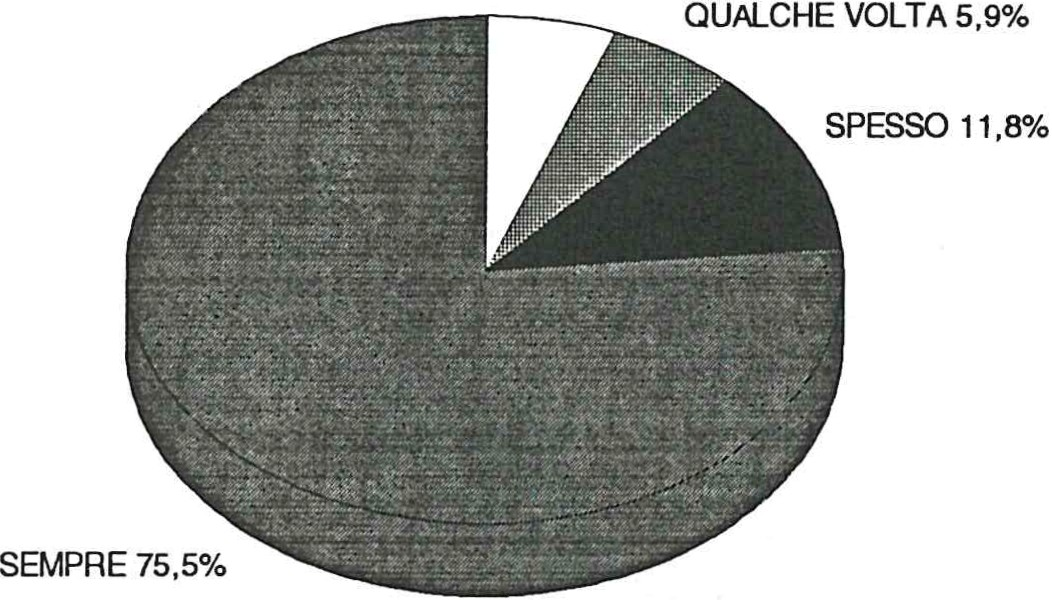 QUALCHE VOLTA 5,9%
SPESSO 11,8%
SEMPRE 75,5%